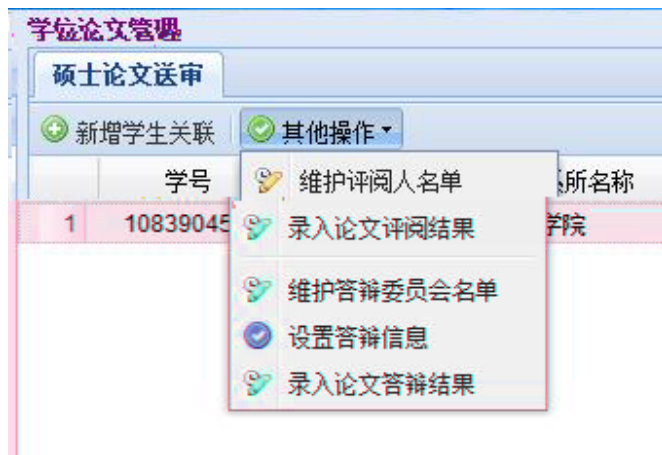 学位论文管理
硕士论文送审
新增学生关联 其他操作
学号 所名称
1 10839045 学院
维护评阅人名单
录入论文评阅结果
维护答辩委员会名单
设置答辩信息
录入论文答辩结果